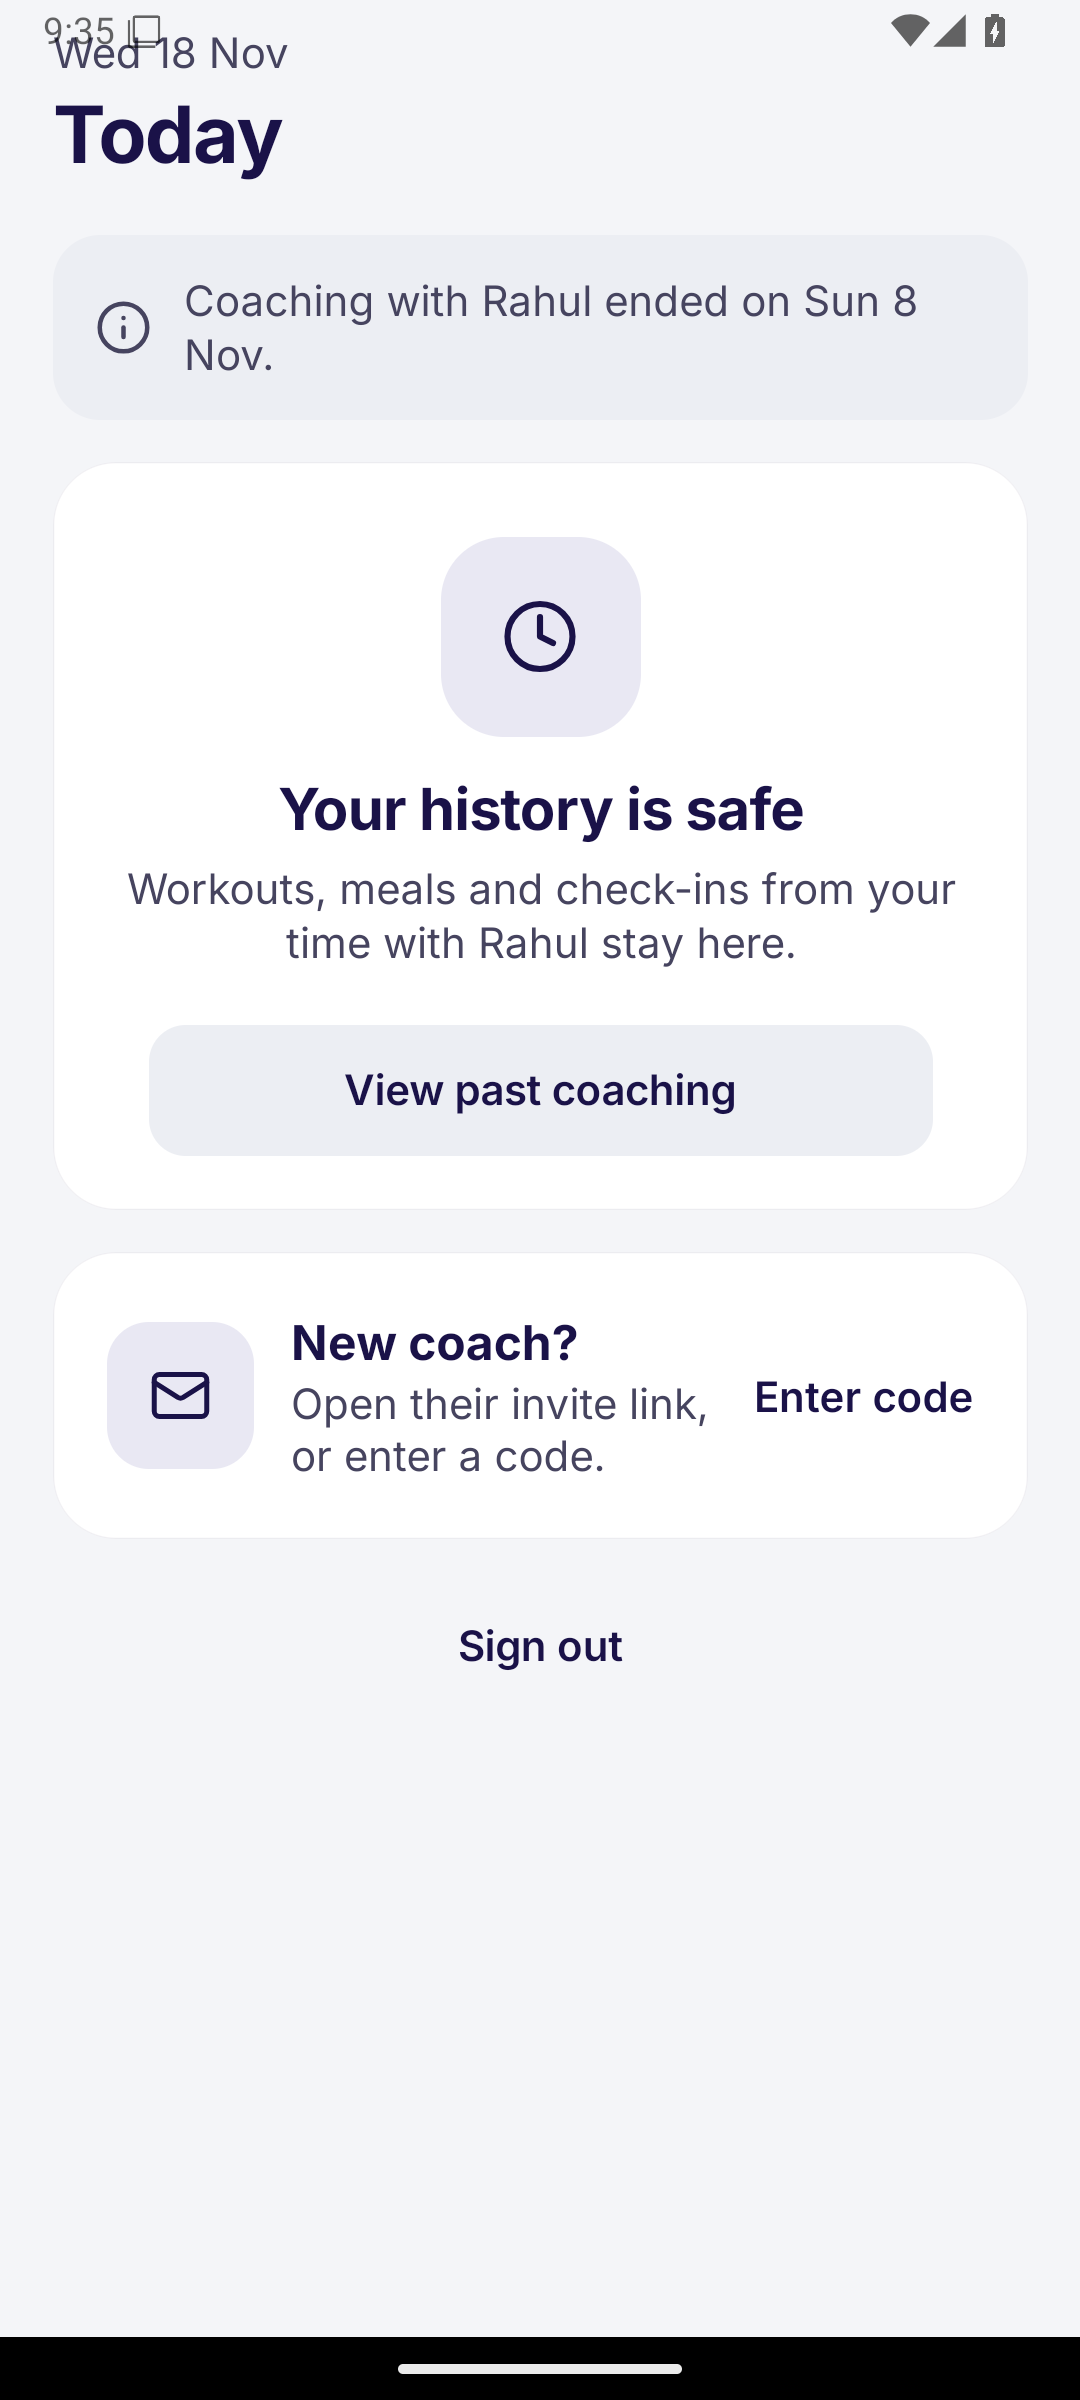 9:35
Wed 18 Nov
Today
Coaching with Rahul ended on Sun 8
Nov.
Your history is safe
Workouts, meals and check-ins from your
time with Rahul stay here.
View past coaching
New coach?
Open their invite link,
or enter a code.
Enter code
Sign out